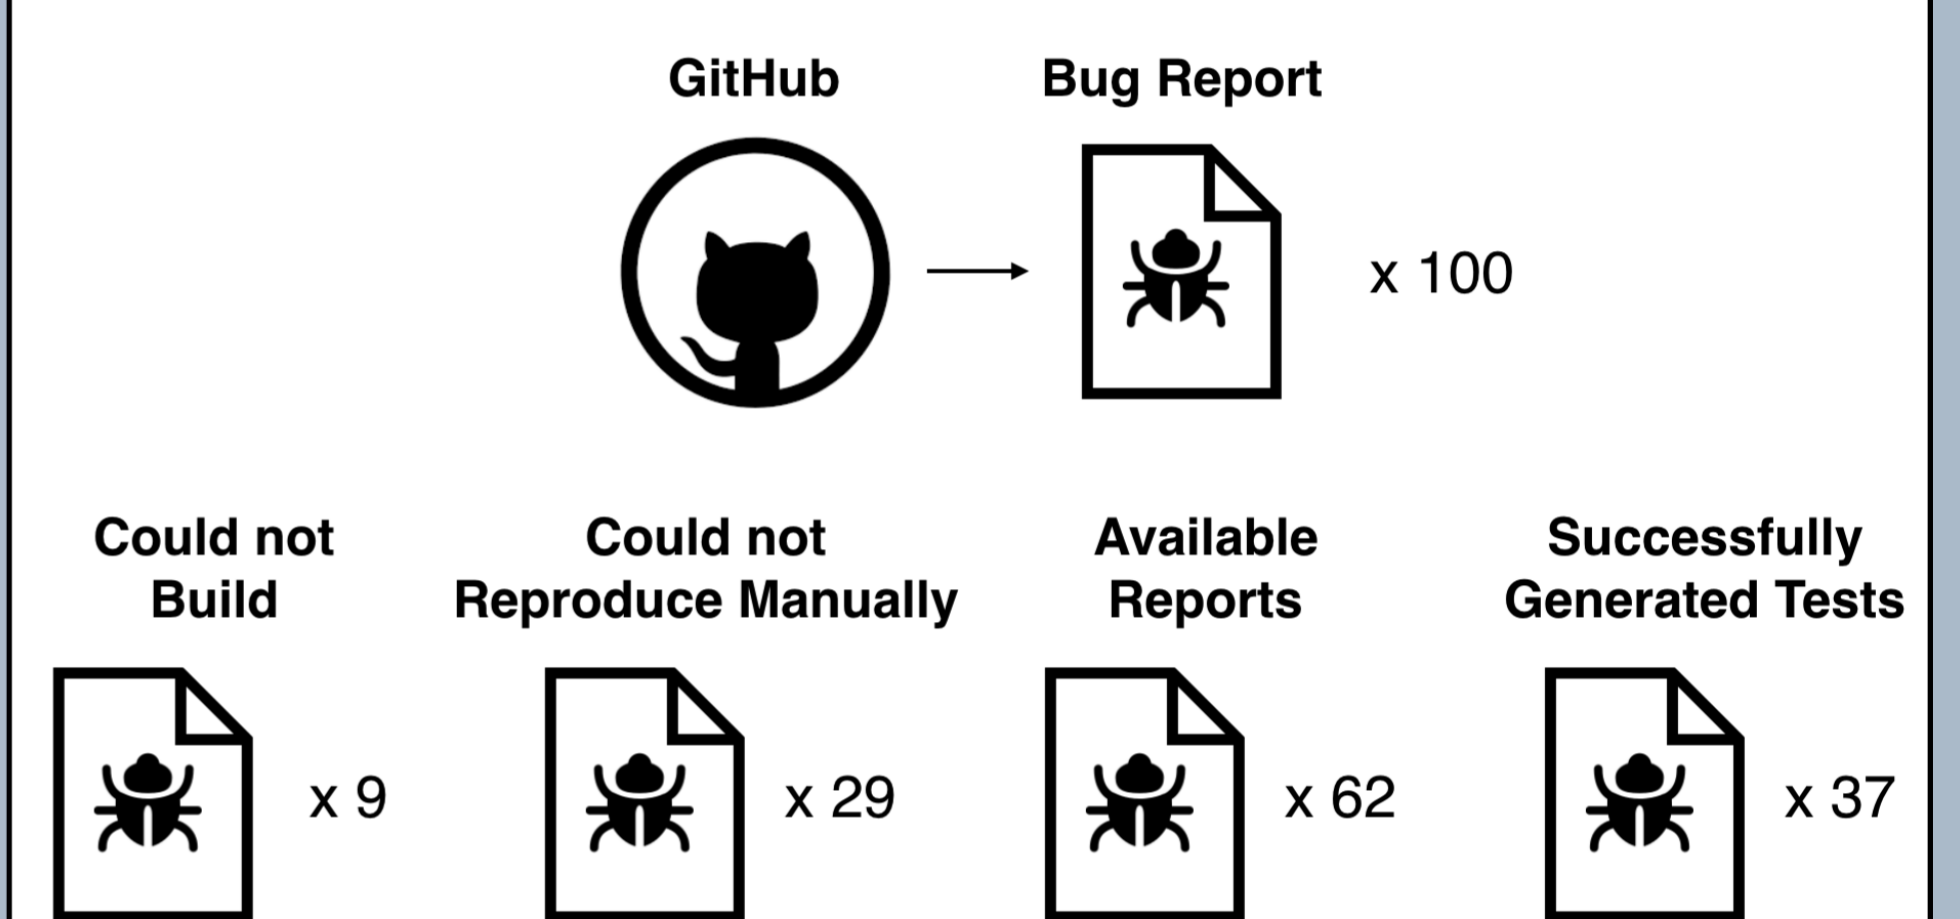 GitHub
Bug Report
x 100
Could not
Build
Could not
Reproduce Manually
Available
Reports
Successfully
Generated Tests
x 9
x 29
x 62
x 37